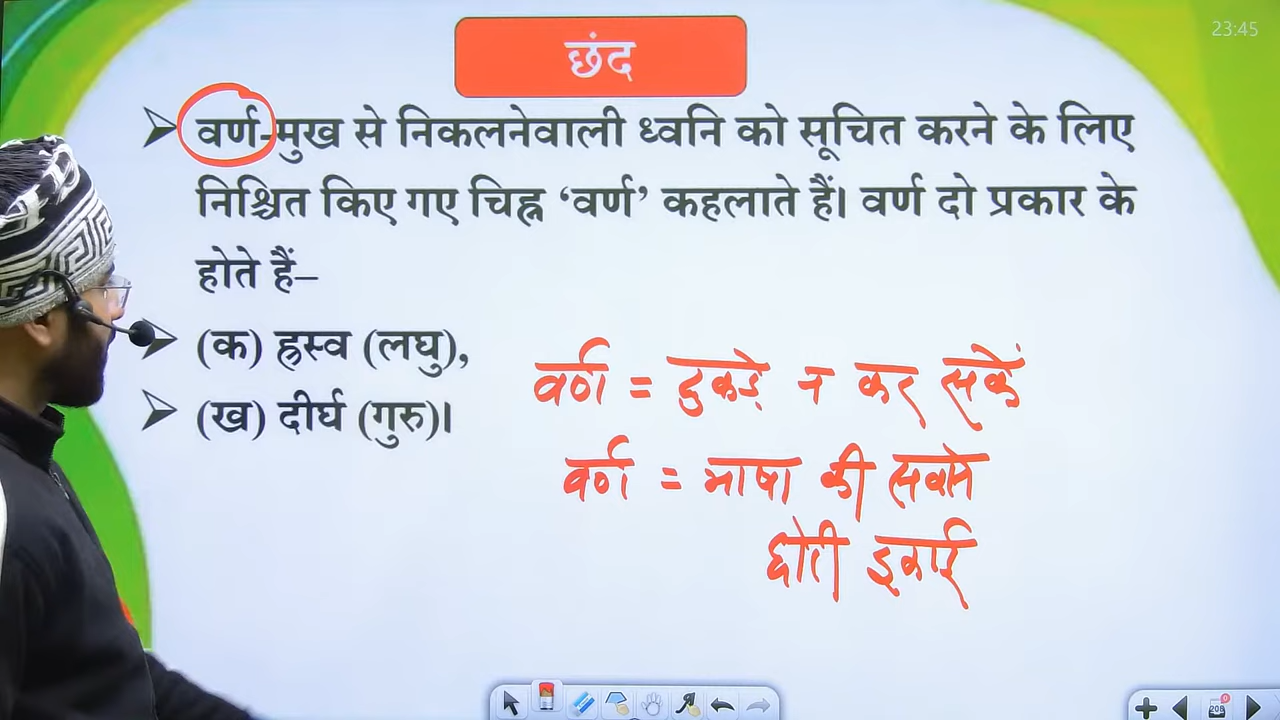 23:45
छंद
वर्ण-मुख से निकलनेवाली ध्वनि को सूचित करने के लिए
निश्चित किए गए चिह्न ‘वर्ण’ कहलाते हैं। वर्ण दो प्रकार के
होते हैं–
(क) ह्रस्व (लघु),
(ख) दीर्घ (गुरु)।
वर्ण = टुकड़े न कर सकें
वर्ण = भाषा की सबसे
छोटी इकाई
208